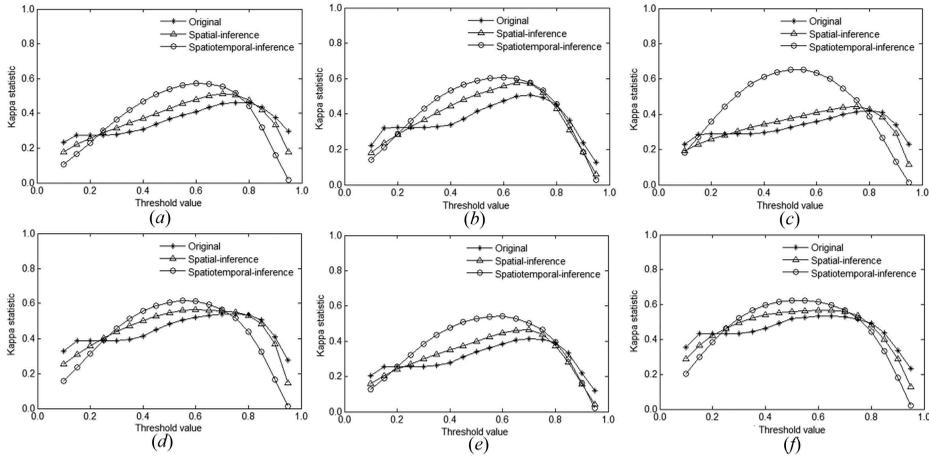 1.0
0.8
0.6
0.4
0.2
0.0
Kappa statistic
Original
Spatial-inference
Spatiotemporal-inference
0.0 0.2 0.4 0.6 0.8 1.0
Threshold value
(a)
1.0
0.8
0.6
0.4
0.2
0.0
Kappa statistic
Original
Spatial-inference
Spatiotemporal-inference
0.0 0.2 0.4 0.6 0.8 1.0
Threshold value
(b)
1.0
0.8
0.6
0.4
0.2
0.0
Kappa statistic
Original
Spatial-inference
Spatiotemporal-inference
0.0 0.2 0.4 0.6 0.8 1.0
Threshold value
(c)
1.0
0.8
0.6
0.4
0.2
0.0
Kappa statistic
Original
Spatial-inference
Spatiotemporal-inference
0.0 0.2 0.4 0.6 0.8 1.0
Threshold value
(d)
1.0
0.8
0.6
0.4
0.2
0.0
Kappa statistic
Original
Spatial-inference
Spatiotemporal-inference
0.0 0.2 0.4 0.6 0.8 1.0
Threshold value
(e)
1.0
0.8
0.6
0.4
0.2
0.0
Kappa statistic
Original
Spatial-inference
Spatiotemporal-inference
0.0 0.2 0.4 0.6 0.8 1.0
Threshold value
(f)